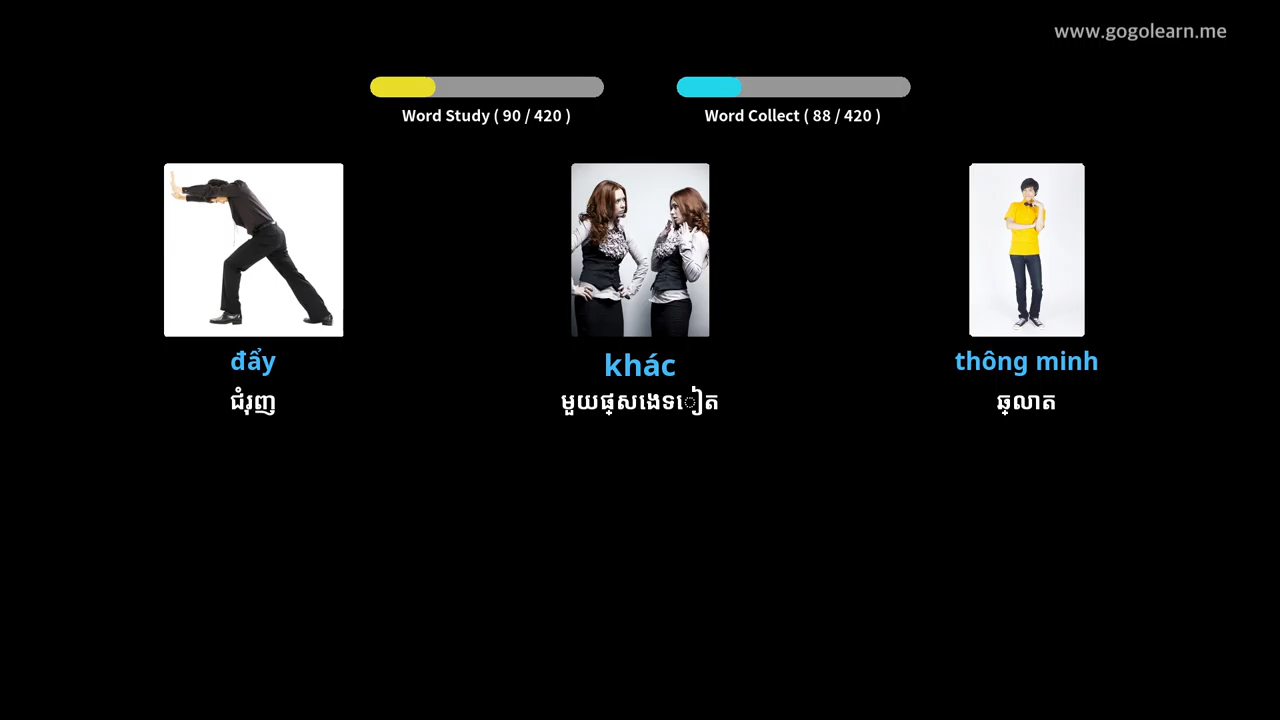 www.gogolearn.me
Word Study ( 90 / 420 )
Word Collect ( 88 / 420 )
đẩy
khác
thông minh
ជំរុញ
មួយផ្សេងទៀត
ឆ្លាត